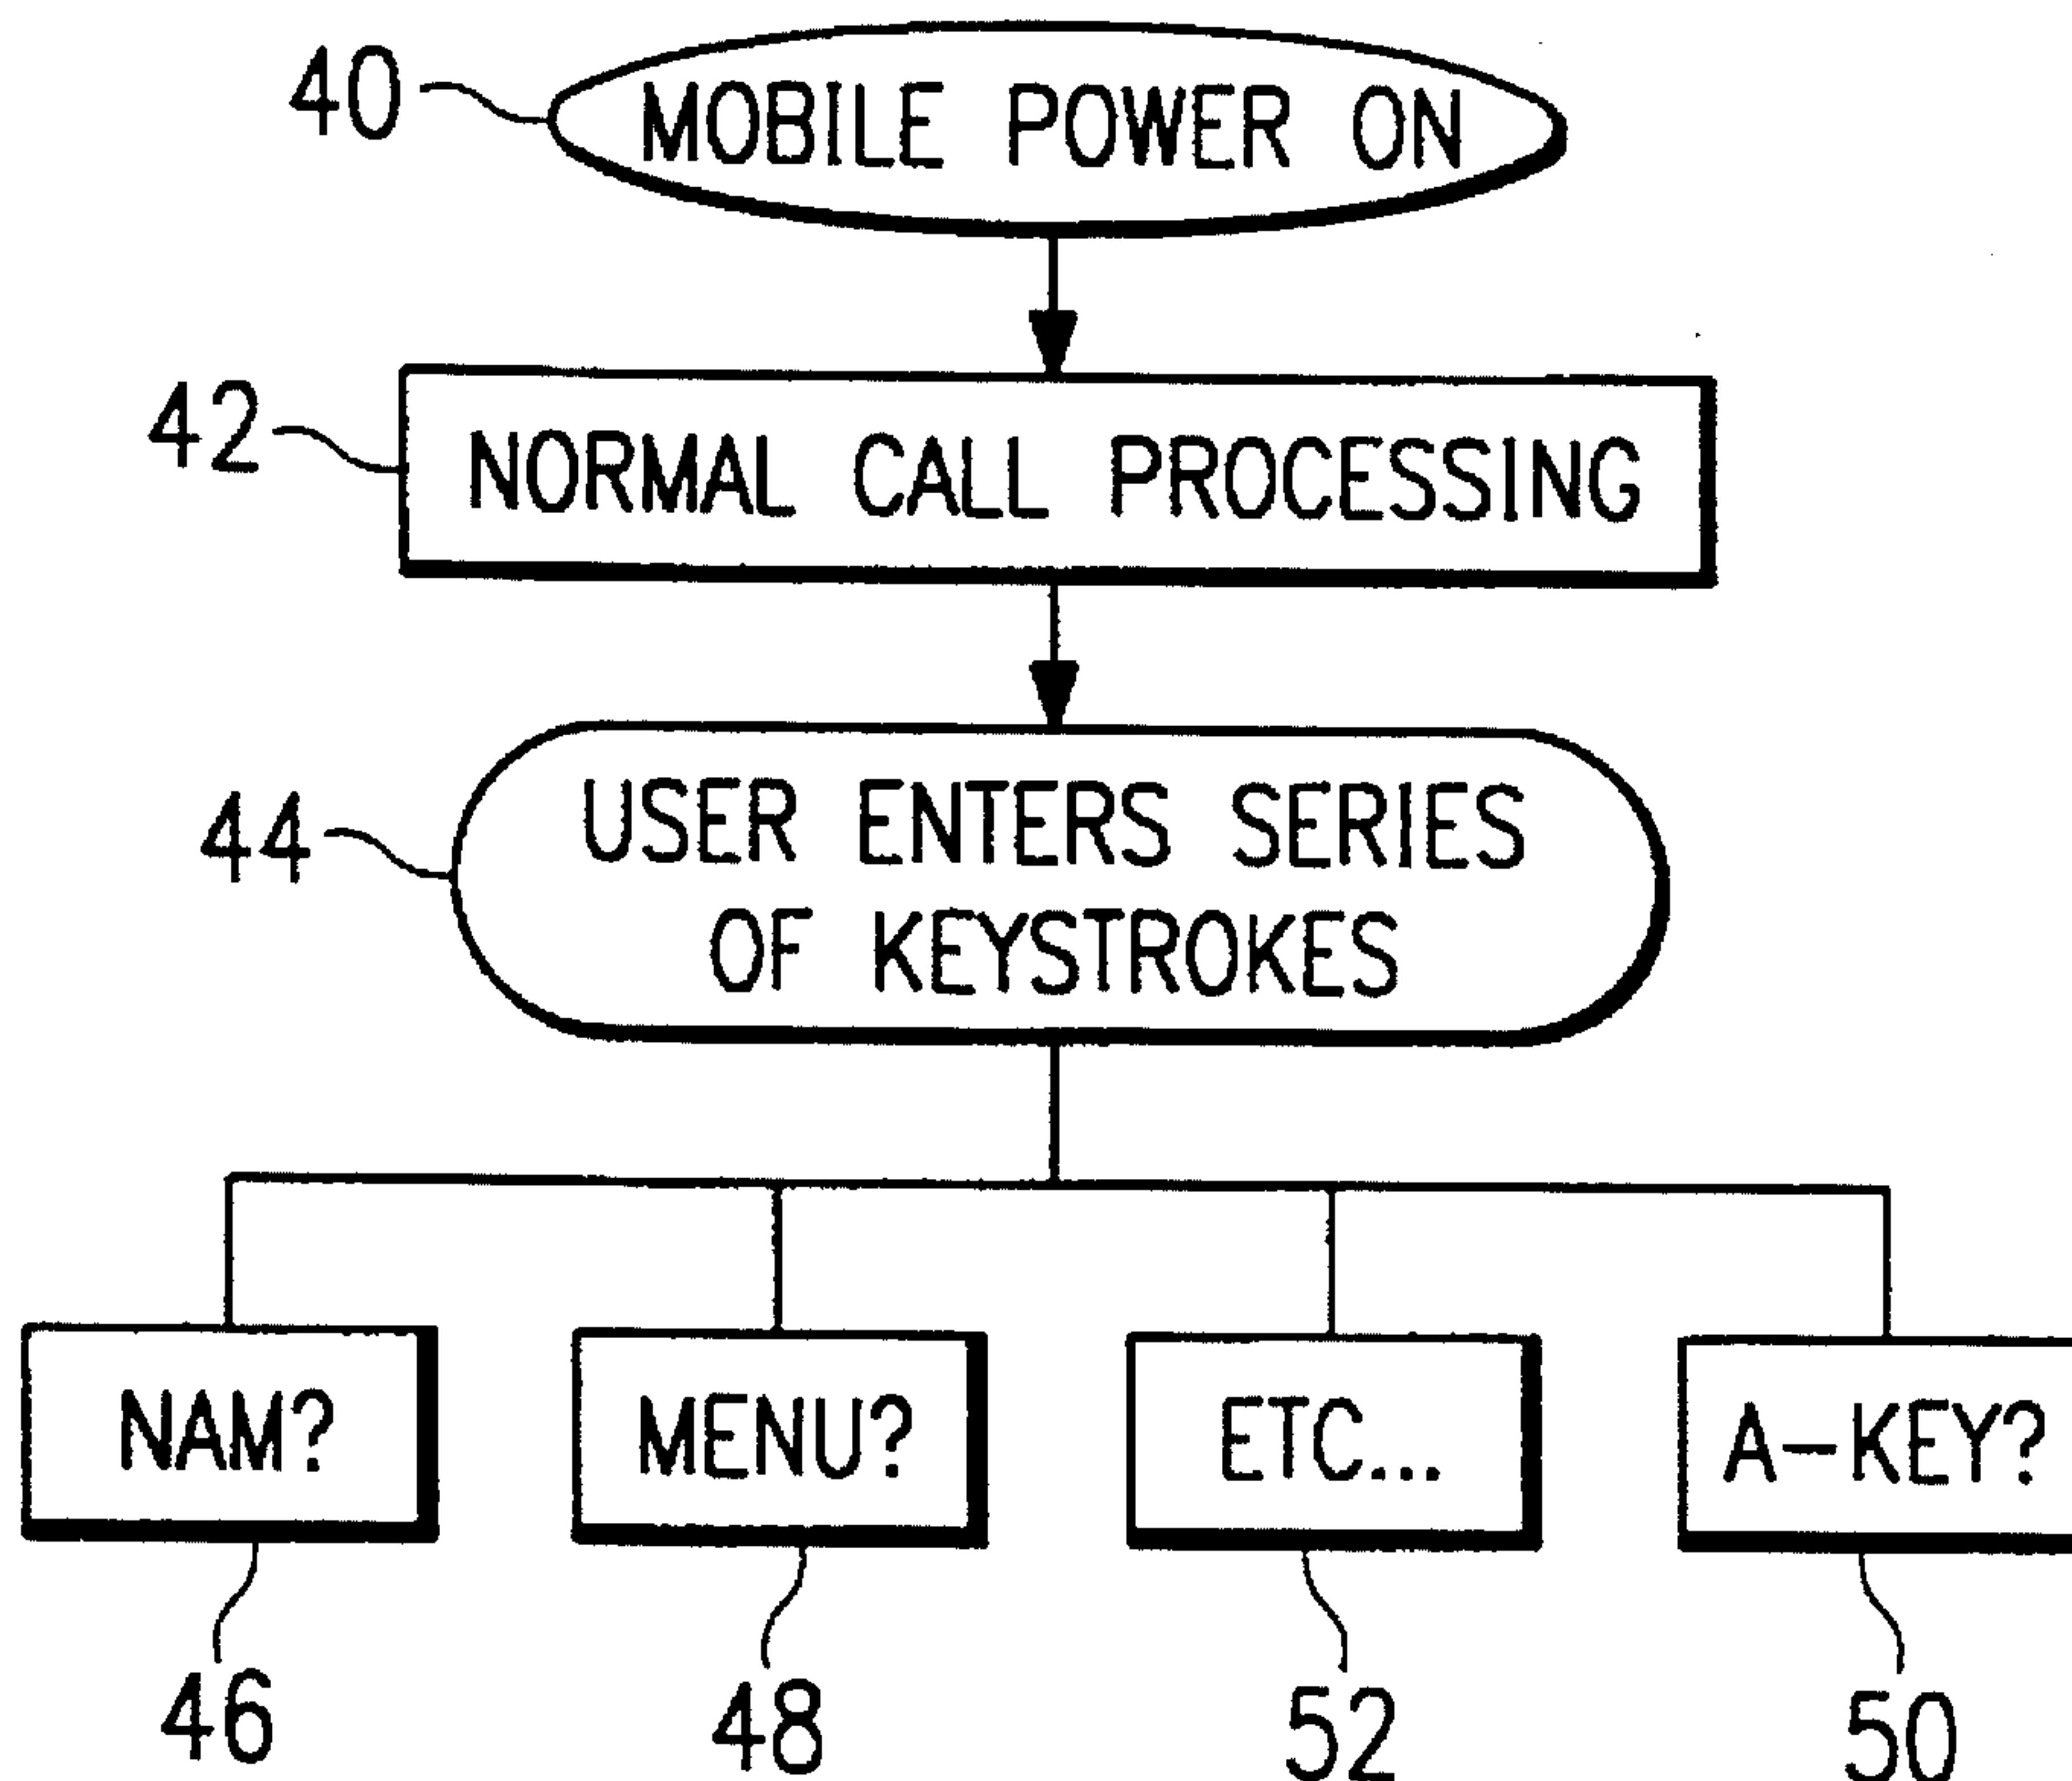 40
MOBILE POWER ON
42
NORMAL CALL PROCESSING
44
USER ENTERS SERIES
OF KEYSTROKES
NAM?
MENU?
ETC...
A-KEY?
46
48
52
50